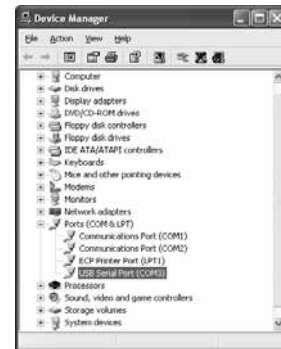 Device Manager
File Action View Help
Computer
Disk drives
Display adapters
DVD/CD-ROM drives
Floppy disk controllers
Floppy disk drives
IDE ATA/ATAPI controllers
Keyboards
Mice and other pointing devices
Modems
Monitors
Network adapters
Ports (COM & LPT)
Communications Port (COM1)
Communications Port (COM2)
ECP Printer Port (LPT1)
USB Serial Port (COM3)
Processors
Sound, video and game controllers
Storage volumes
System devices